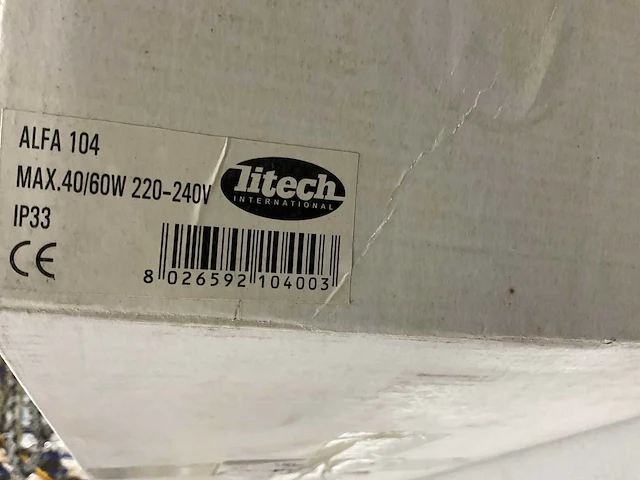 ALFA 104
MAX.40/60W 220-240V
IP33
CE
Litech
INTERNATIONAL
8 026592 104003